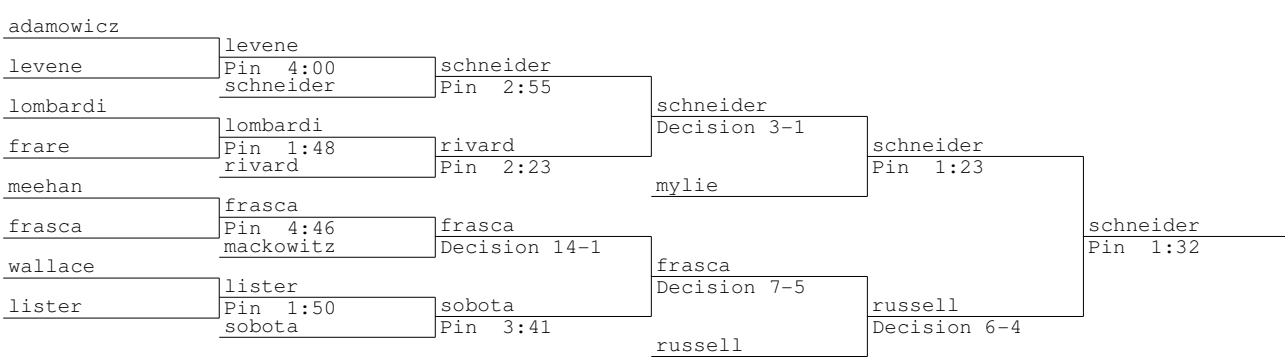 adamowicz
levene
lombardi
frare
meehan
frasca
wallace
lister
levene
Pin 4:00
schneider
lombardi
Pin 1:48
rivard
frasca
Pin 4:46
mackowitz
lister
Pin 1:50
sobota
schneider
Pin 2:55
rivard
Pin 2:23
frasca
Decision 14-1
sobota
Pin 3:41
schneider
Decision 3-1
mylie
frasca
Decision 7-5
russell
schneider
Pin 1:23
russell
Decision 6-4
schneider
Pin 1:32